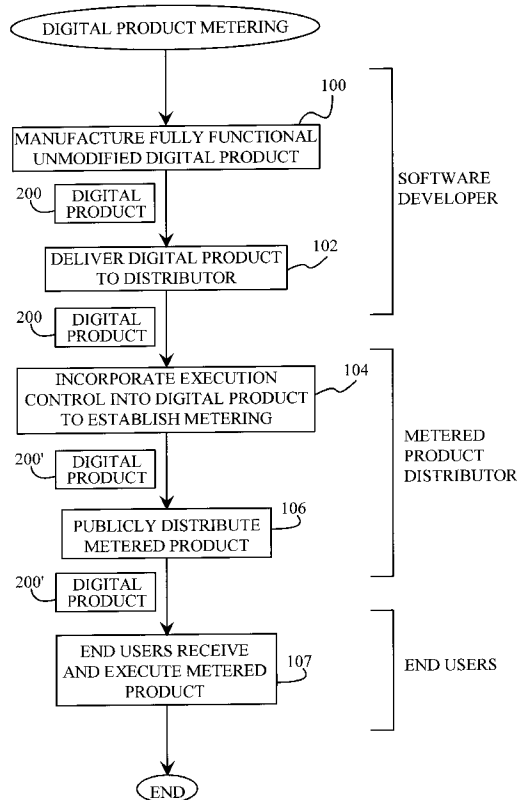 DIGITAL PRODUCT METERING
100
MANUFACTURE FULLY FUNCTIONAL
UNMODIFIED DIGITAL PRODUCT
SOFTWARE
DEVELOPER
200
DIGITAL
PRODUCT
102
DELIVER DIGITAL PRODUCT
TO DISTRIBUTOR
200
DIGITAL
PRODUCT
104
INCORPORATE EXECUTION
CONTROL INTO DIGITAL PRODUCT
TO ESTABLISH METERING
METERED
PRODUCT
DISTRIBUTOR
200'
DIGITAL
PRODUCT
106
PUBLICLY DISTRIBUTE
METERED PRODUCT
200'
DIGITAL
PRODUCT
END USERS RECEIVE
AND EXECUTE METERED
PRODUCT
107
END USERS
END